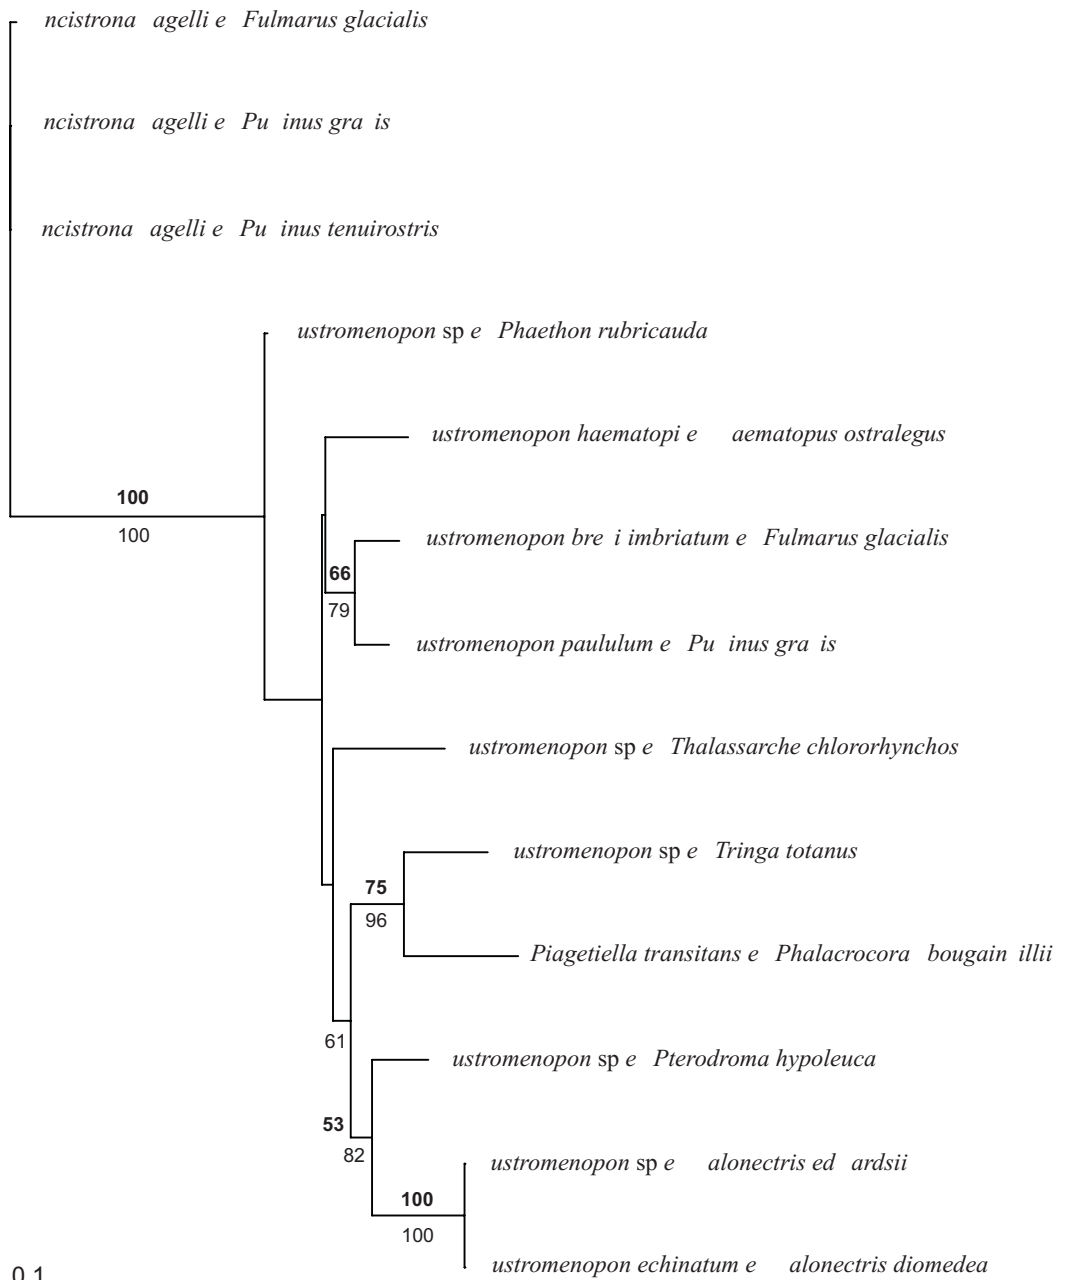 ncistrona agelli e Fulmarus glacialis
ncistrona agelli e Pu inus gra is
ncistrona agelli e Pu inus tenuirostris
ustromenopon sp e Phaethon rubricauda
ustromenopon haematopi e aematopus ostralegus
100
100
ustromenopon bre i imbriatum e Fulmarus glacialis
66
79
ustromenopon paululum e Pu inus gra is
ustromenopon sp e Thalassarche chlororhynchos
ustromenopon sp e Tringa totanus
75
96
Piagetiella transitans e Phalacrocora bougain illii
61
ustromenopon sp e Pterodroma hypoleuca
53
82
ustromenopon sp e alonectris ed ardsii
100
100
ustromenopon echinatum e alonectris diomedea
0.1